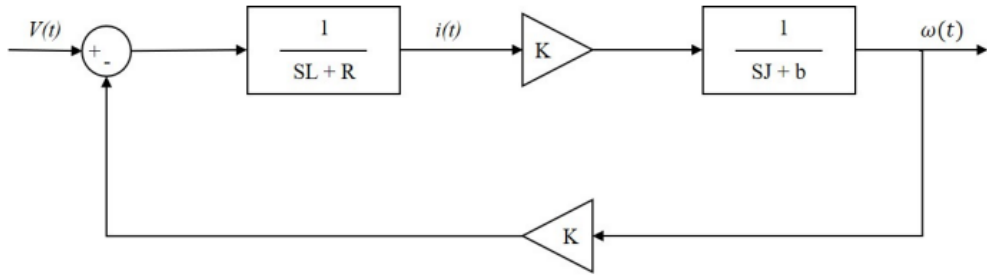 V(t)
+
-
1
SL + R
i(t)
K
1
SJ + b
ω(t)
K